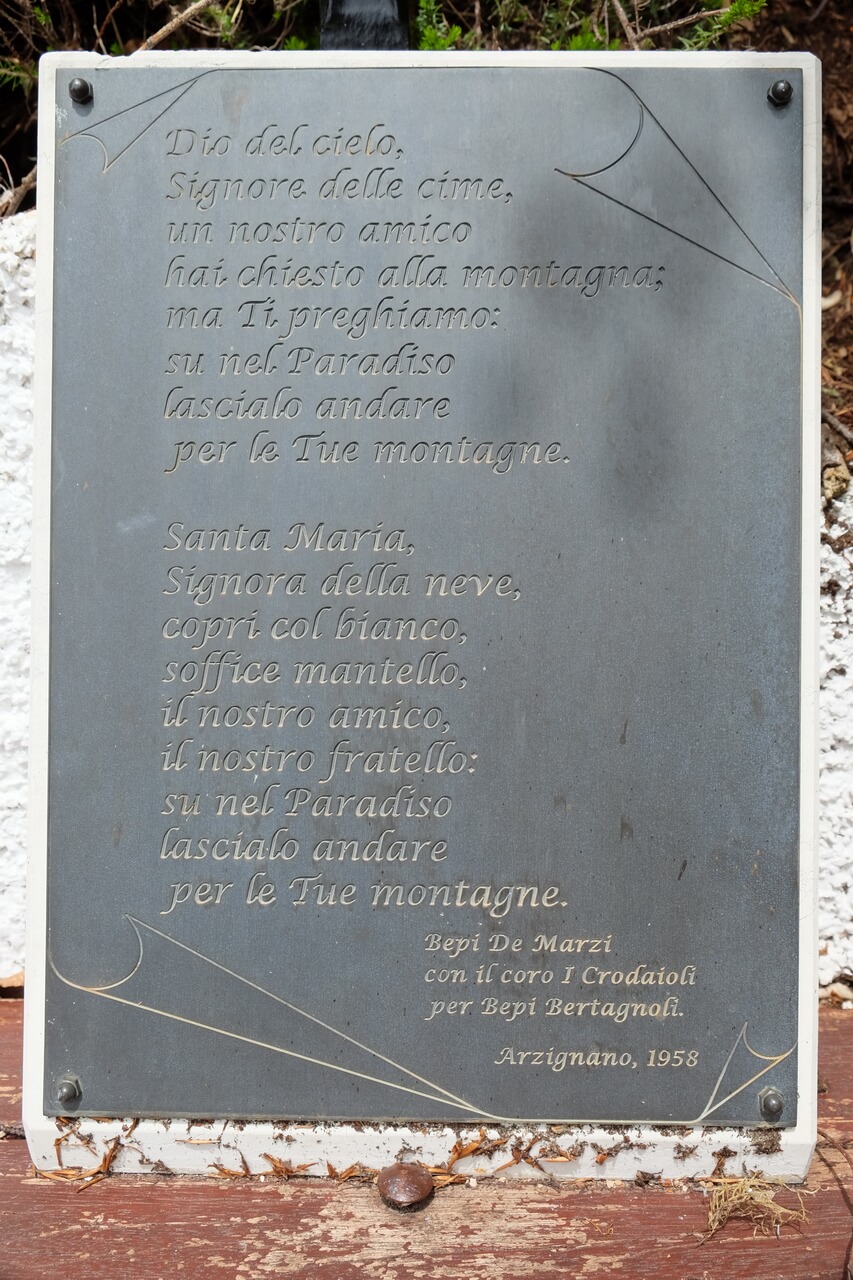 Dio del cielo,
Signore delle cime,
un nostro amico
hai chiesto alla montagna;
ma Ti preghiamo:
su nel Paradiso
lascialo andare
per le Tue montagne.
Santa Maria,
Signora della neve,
copri col bianco,
soffice mantello,
il nostro amico,
il nostro fratello:
su nel Paradiso
lascialo andare
per le Tue montagne.
Bepi De Marzi
con il coro I Crodaioli
per Bepi Bertagnoli.
Arzignano, 1958